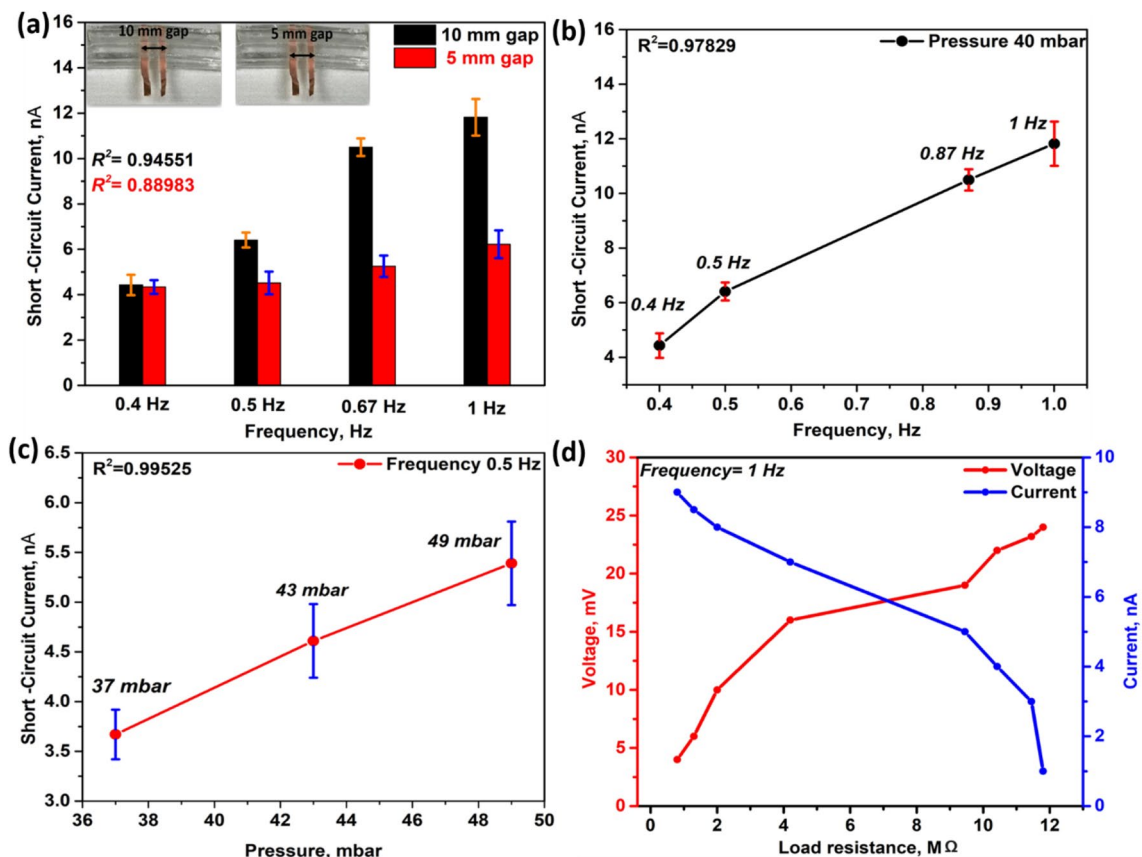 (a)
16
14
12
10
8
6
4
2
0
Short -Circuit Current, nA
10 mm gap
5 mm gap
10 mm gap
5 mm gap
R²= 0.94551
R²= 0.88983
0.4 Hz 0.5 Hz 0.67 Hz 1 Hz
Frequency, Hz
(b)
16
14
12
10
8
6
4
Short -Circuit Current, nA
R²=0.97829
Pressure 40 mbar
0.4 Hz
0.5 Hz
0.87 Hz
1 Hz
0.4 0.5 0.6 0.7 0.8 0.9 1.0
Frequency, Hz
(c)
6.5
6.0
5.5
5.0
4.5
4.0
3.5
3.0
Short -Circuit Current, nA
R²=0.99525
Frequency 0.5 Hz
37 mbar
43 mbar
49 mbar
36 38 40 42 44 46 48 50
Pressure, mbar
(d)
30
25
20
15
10
5
0
Voltage, mV
Frequency= 1 Hz
Voltage
Current
10
8
6
4
2
0
Current, nA
0 2 4 6 8 10 12
Load resistance, MΩ